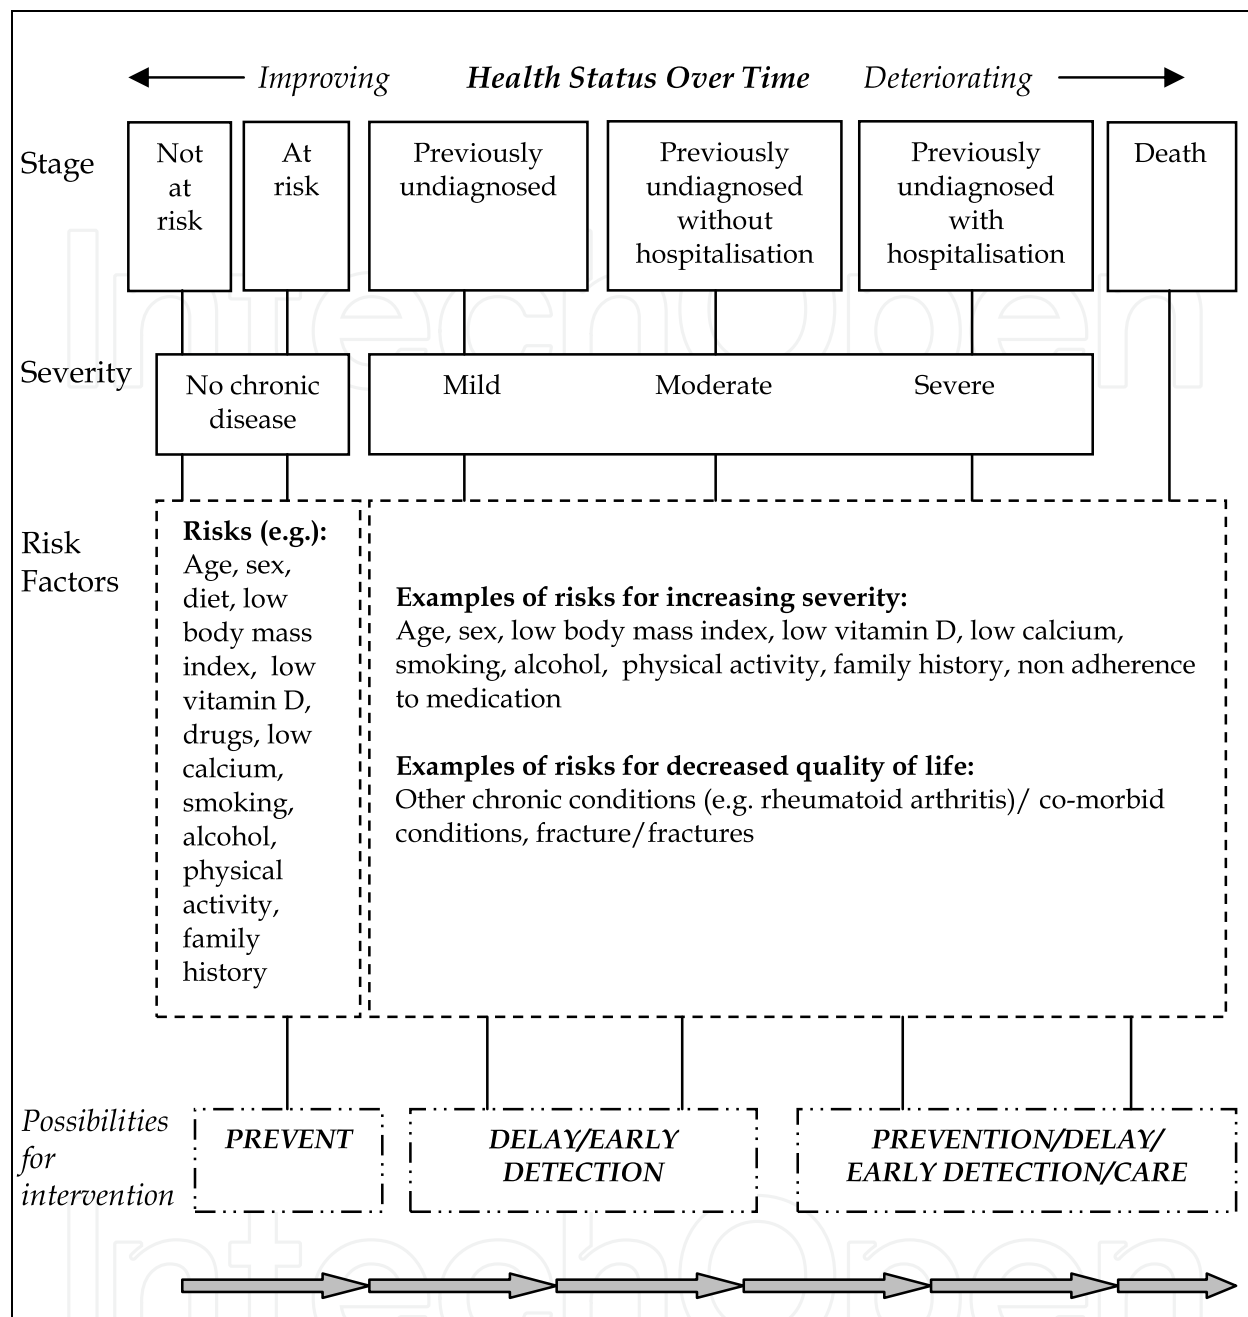 Improving Health Status Over Time Deteriorating
Stage
Not
at
risk
At
risk
Previously
undiagnosed
Previously
undiagnosed
without
hospitalisation
Previously
undiagnosed
with
hospitalisation
Death
Severity
No chronic
disease
Mild
Moderate
Severe
Risk
Factors
Risks (e.g.):
Age, sex,
diet, low
body mass
index, low
vitamin D,
drugs, low
calcium,
smoking,
alcohol,
physical
activity,
family
history
Examples of risks for increasing severity:
Age, sex, low body mass index, low vitamin D, low calcium,
smoking, alcohol, physical activity, family history, non adherence
to medication
Examples of risks for decreased quality of life:
Other chronic conditions (e.g. rheumatoid arthritis)/ co-morbid
conditions, fracture/fractures
Possibilities
for
intervention
PREVENT
DELAY/EARLY
DETECTION
PREVENTION/DELAY/
EARLY DETECTION/CARE
IntechOpen
IntechOpen